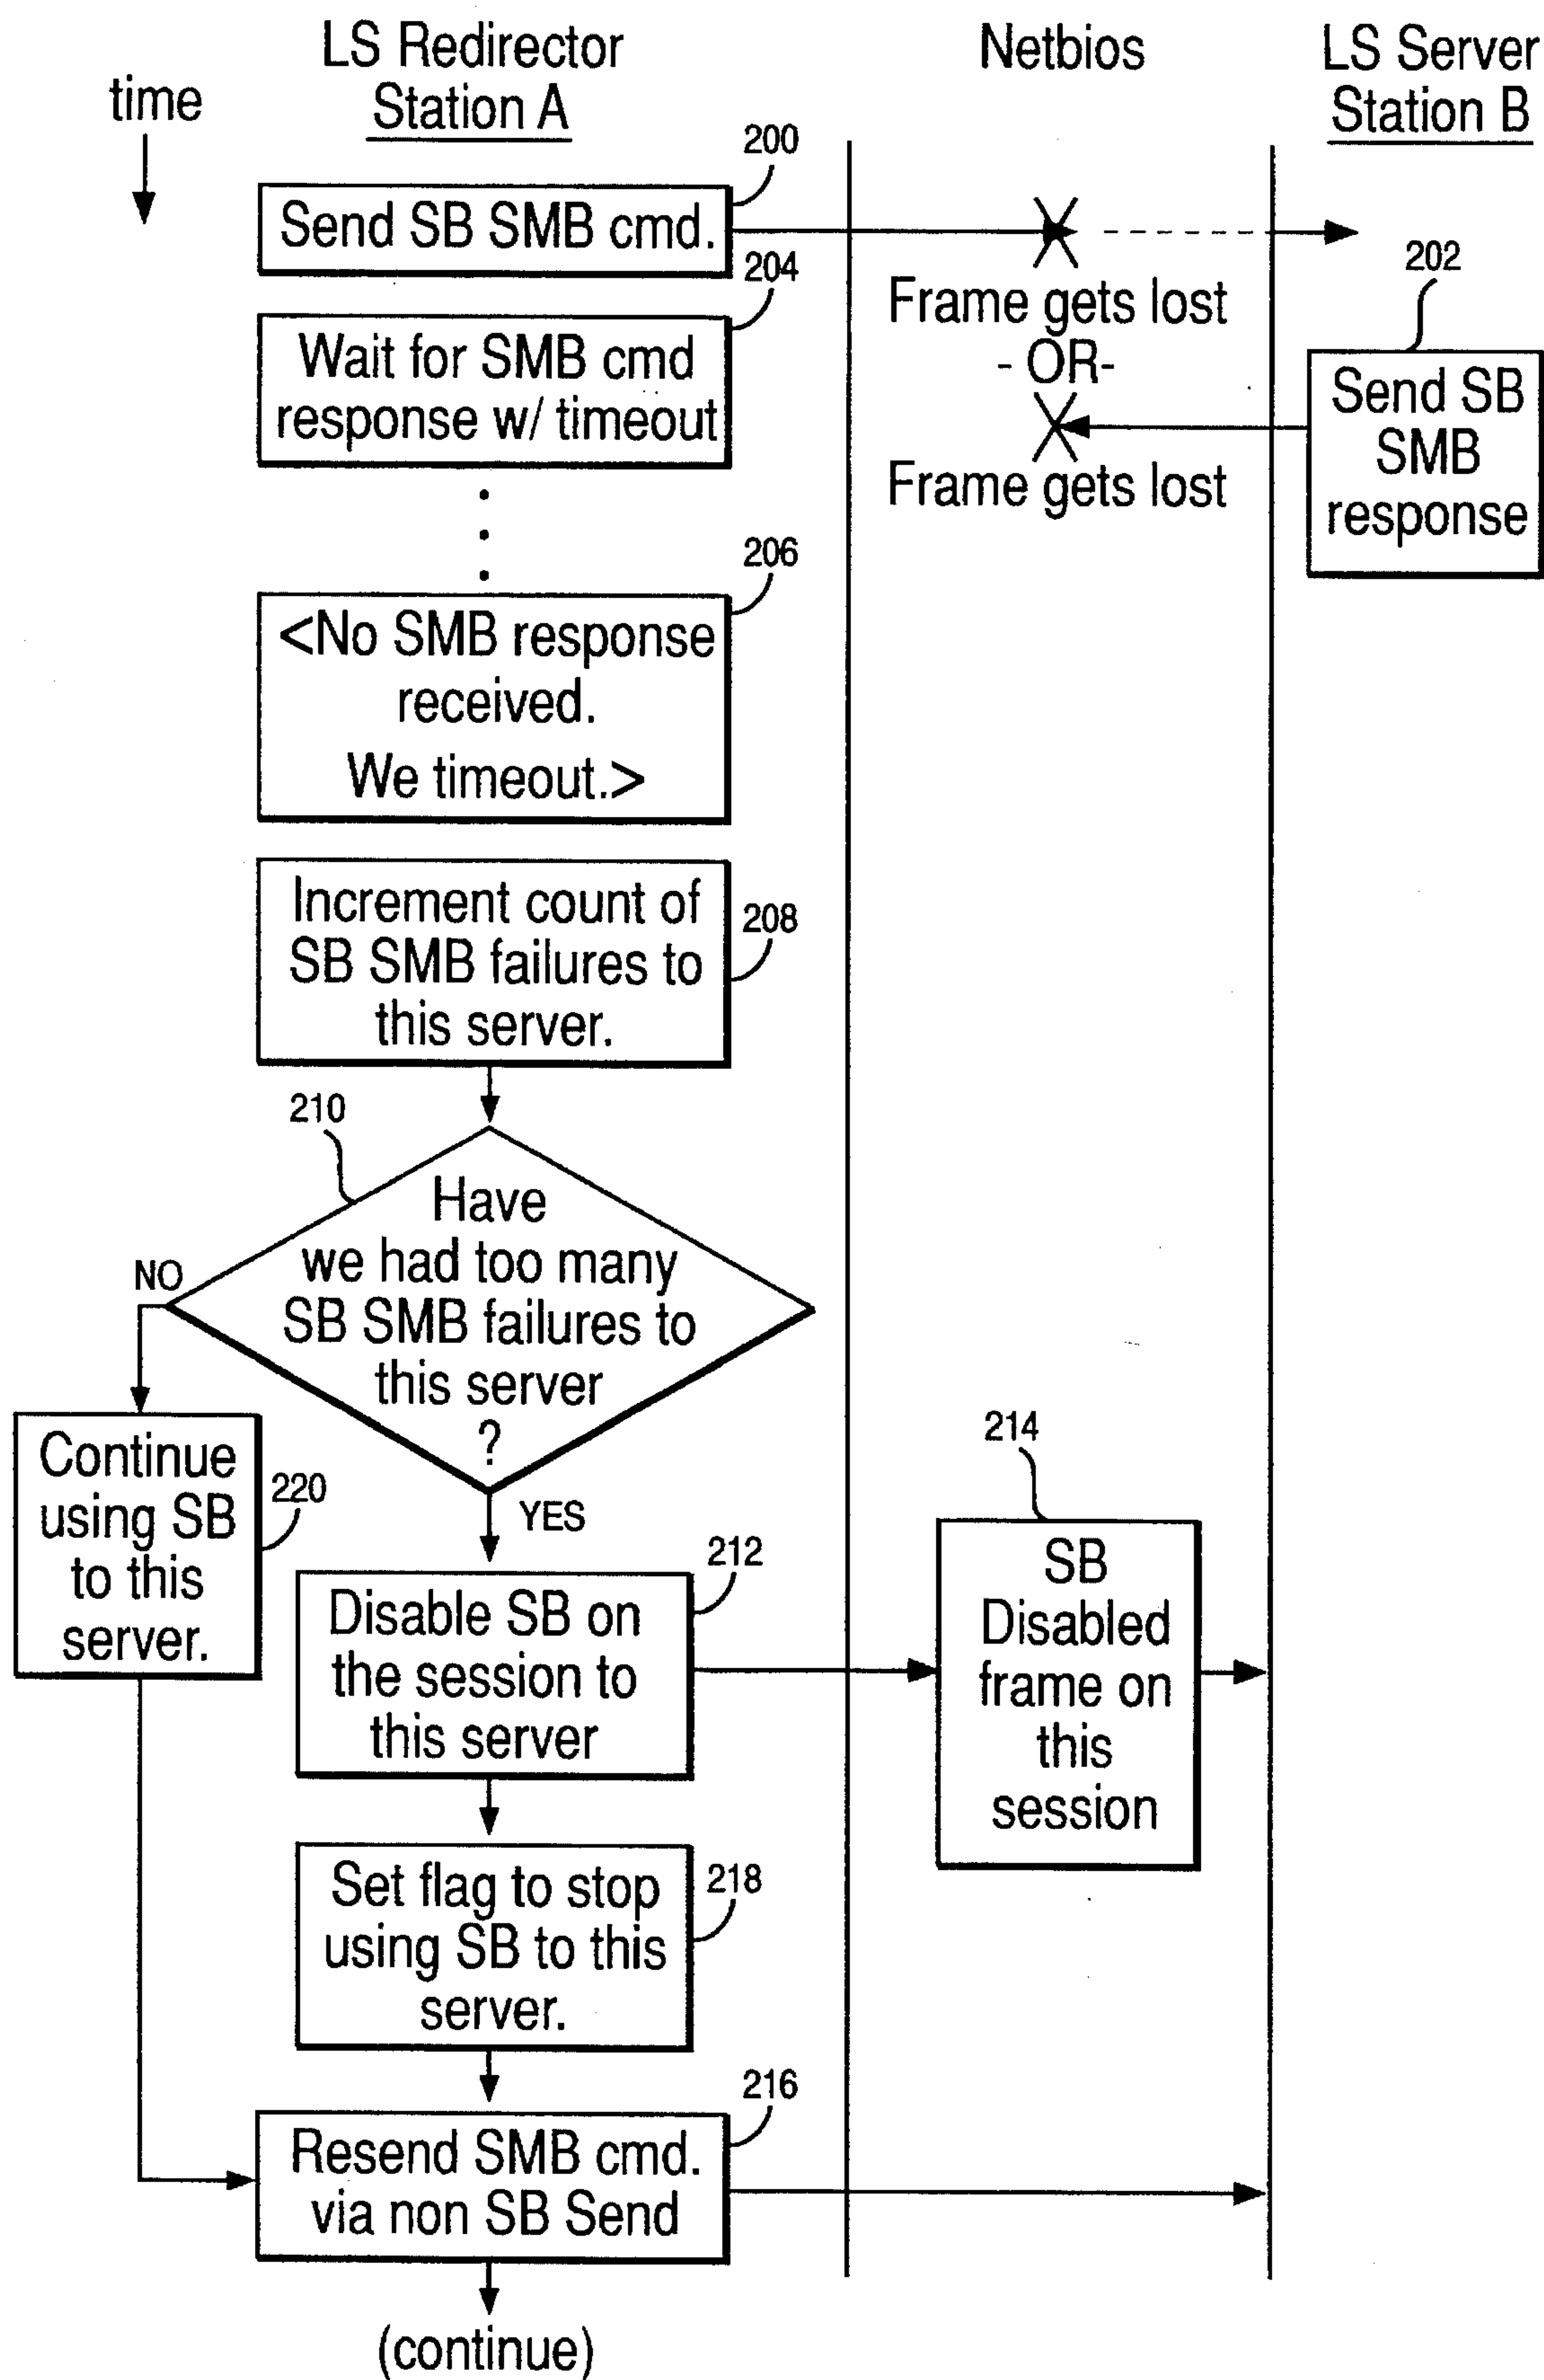 time
LS Redirector
Station A
Netbios
LS Server
Station B
200
Send SB SMB cmd.
204
Wait for SMB cmd
response w/ timeout
Frame gets lost
- OR-
Frame gets lost
202
Send SB
SMB
response
206
<No SMB response
received.
We timeout.>
Increment count of
SB SMB failures to
this server.
208
210
Have
we had too many
SB SMB failures to
this server
?
NO
YES
Continue
using SB
to this
server.
220
212
Disable SB on
the session to
this server
214
SB
Disabled
frame on
this
session
Set flag to stop
using SB to this
server.
218
216
Resend SMB cmd.
via non SB Send
(continue)